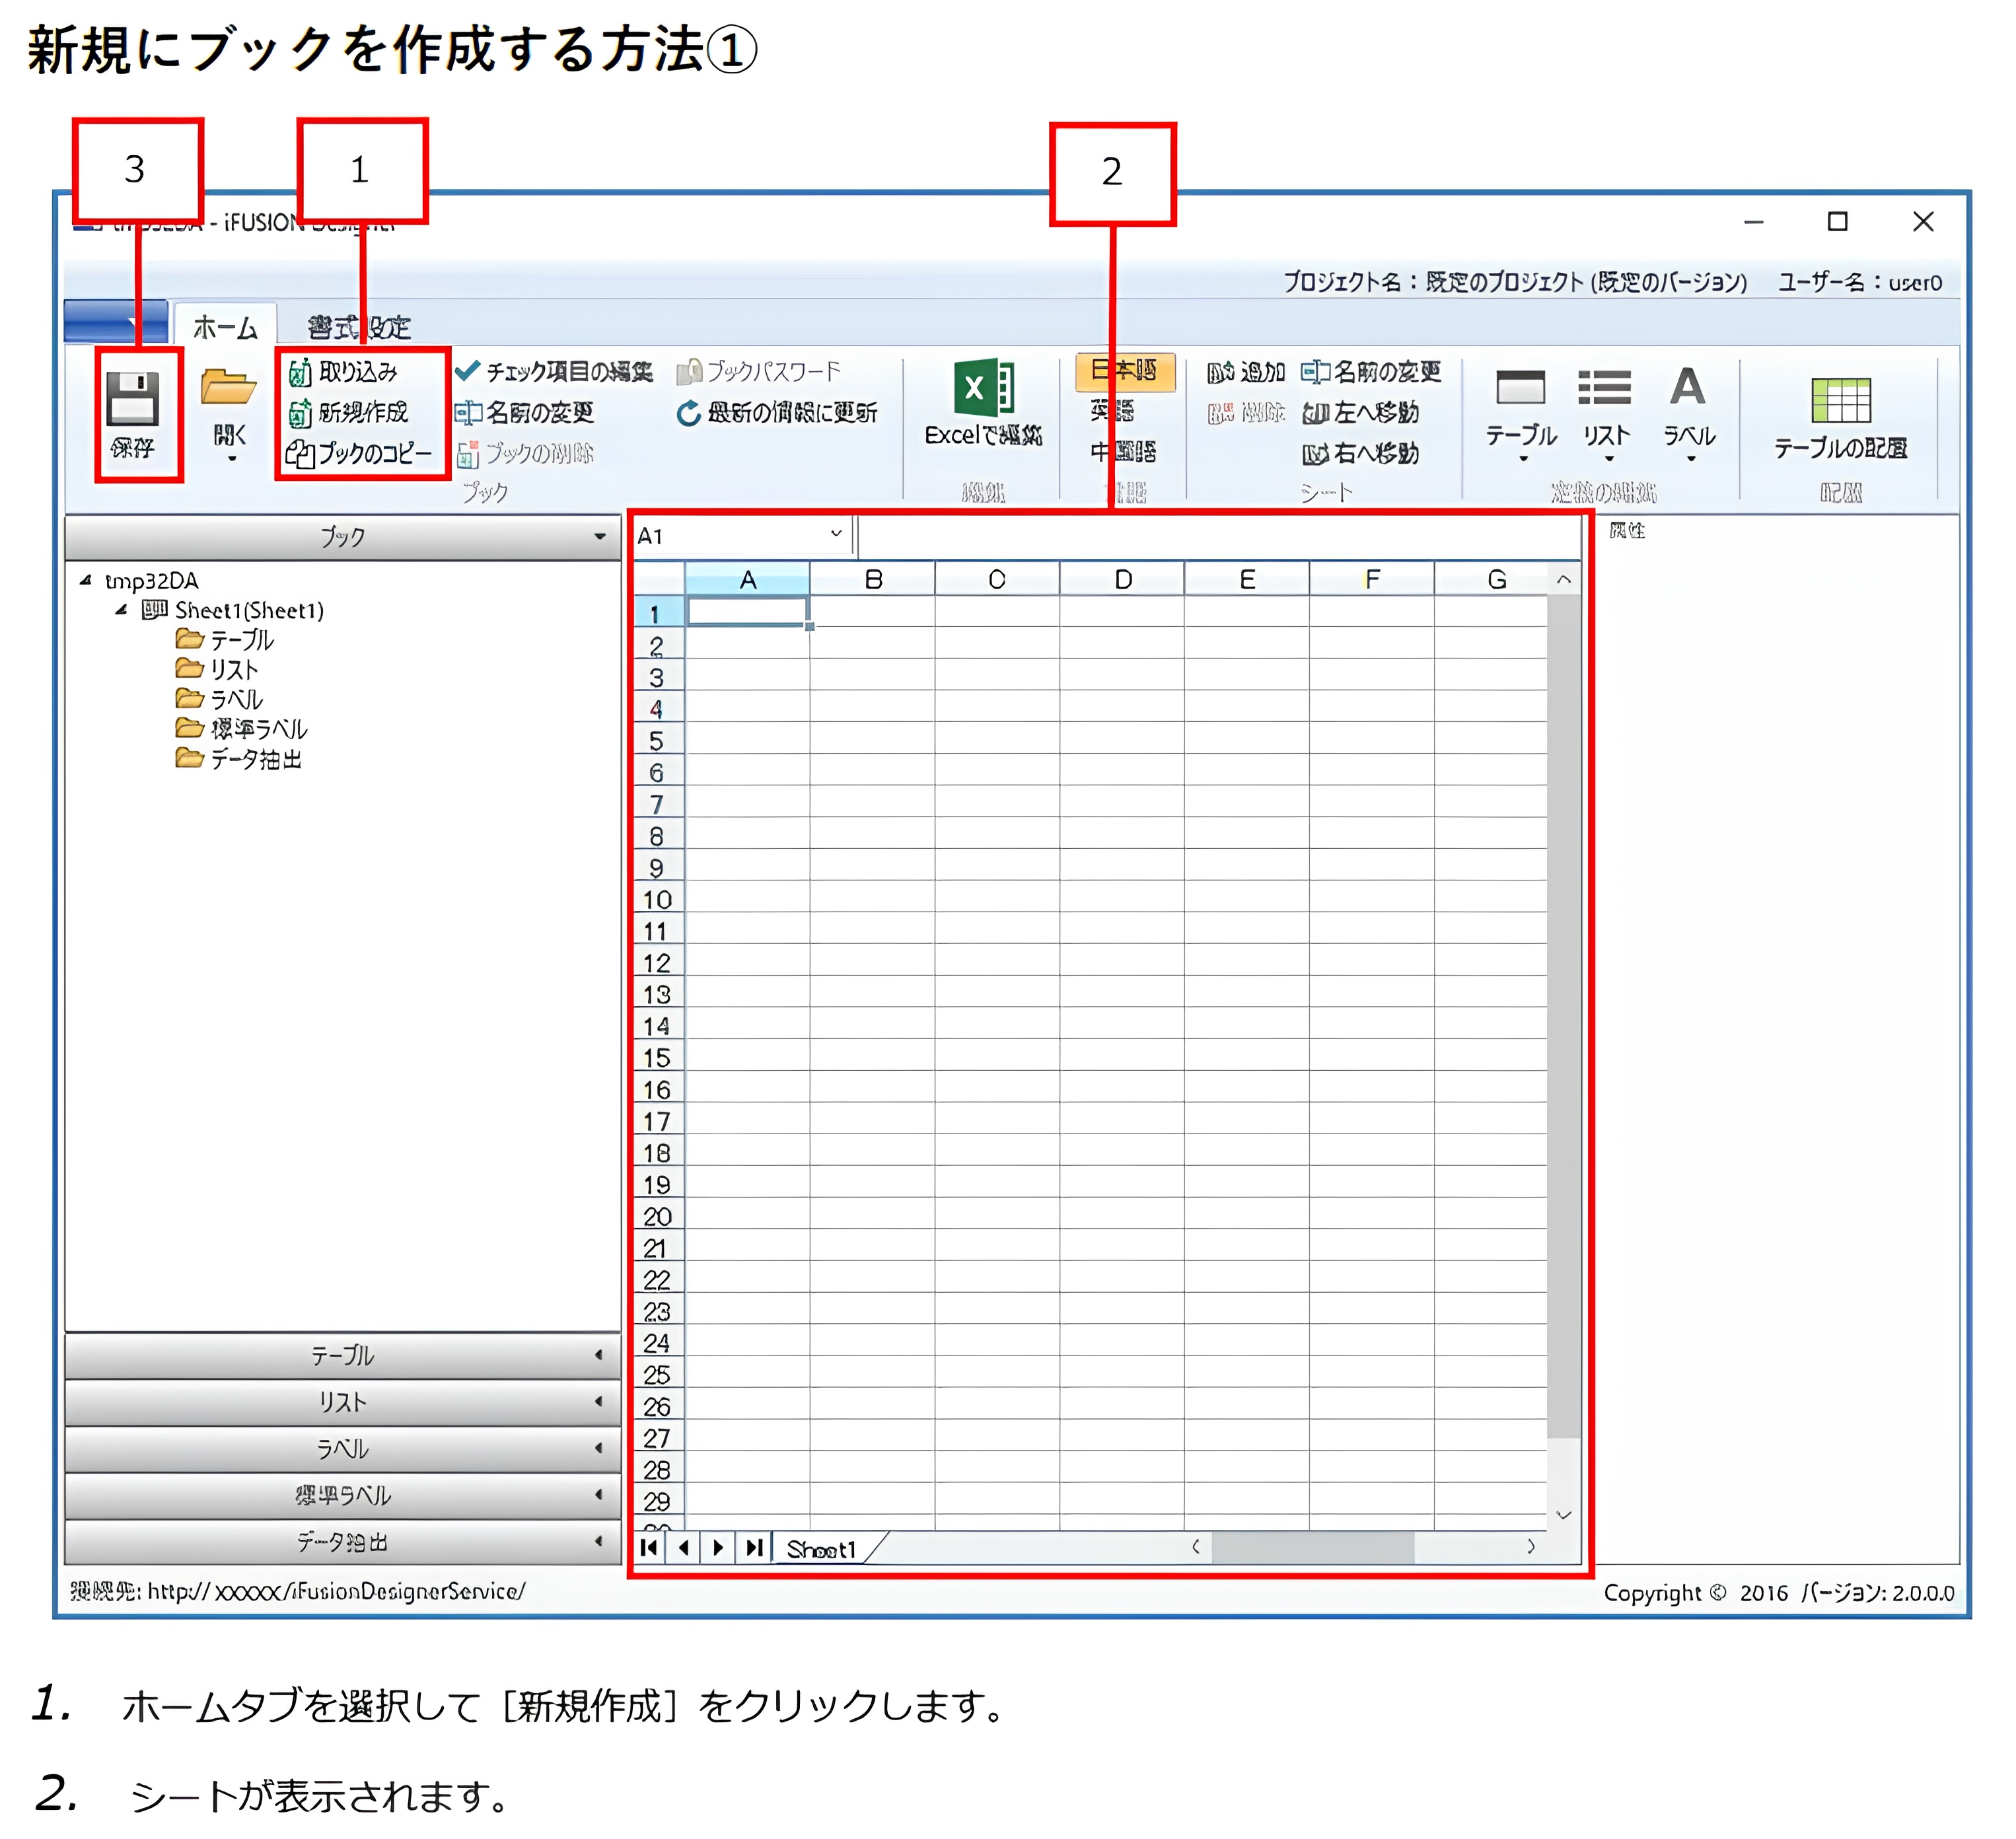 新規にブックを作成する方法①
3
1
2
- iFUSION
プロジェクト名：既定のプロジェクト (既定のバージョン) ユーザー名：user0
ホーム
書式設定
保存
開く
取り込み
新規作成
ブックのコピー
チェック項目の編集
名前の変更
ブックの削除
ブックパスワード
最新の情報に更新
ブック
Excelで編集
編集
日本語
英語
中国語
言語
追加
削除
名前の変更
左へ移動
右へ移動
シート
テーブル
リスト
ラベル
定義の編集
テーブルの配置
配置
ブック
tmp32DA
Sheet1(Sheet1)
テーブル
リスト
ラベル
標準ラベル
データ抽出
テーブル
リスト
ラベル
標準ラベル
データ抽出
A1
A B C D E F G
1
2
3
4
5
6
7
8
9
10
11
12
13
14
15
16
17
18
19
20
21
22
23
24
25
26
27
28
29
Sheet1
属性
接続先: http://xxxxx/iFusionDesignerService/
Copyright © 2016 バージョン: 2.0.0.0
1. ホームタブを選択して［新規作成］をクリックします。
2. シートが表示されます。